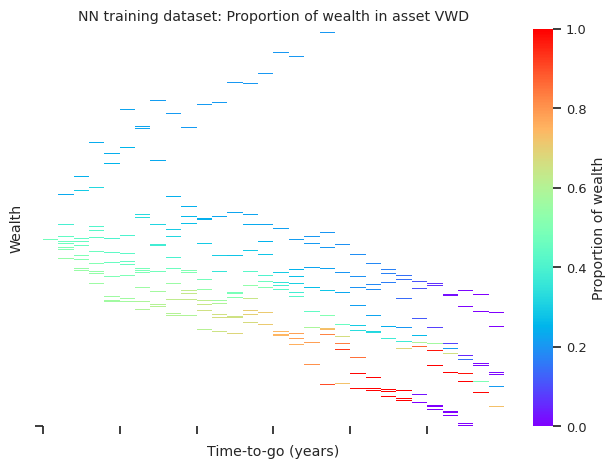 NN training dataset: Proportion of wealth in asset VWD
1.0
0.8
0.6
0.4
0.2
0.0
Proportion of wealth
Wealth
Time-to-go (years)